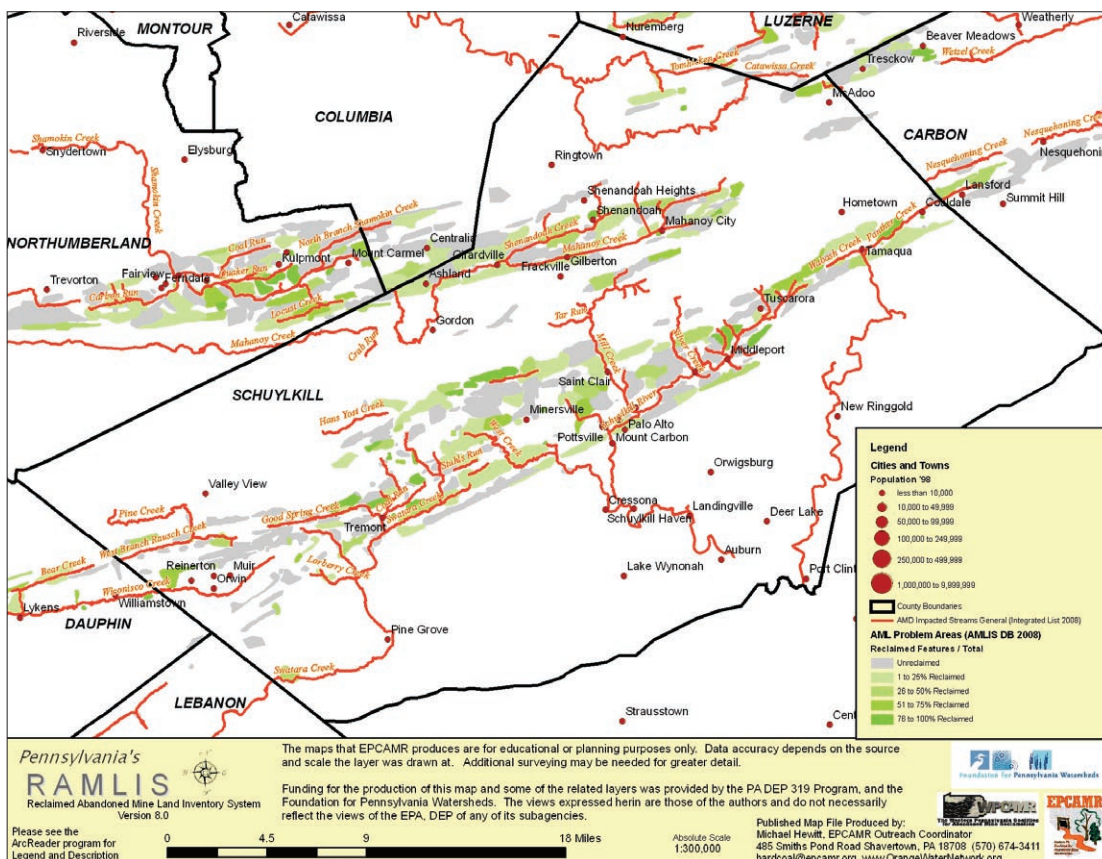 Catawissa
Riverside
MONTOUR
LUZERNE
Nuremberg
Weatherly
Beaver Meadows
Wetzel Creek
Tomhicken Creek
Catawissa Creek
Tresckow
McAdoo
COLUMBIA
CARBON
Shamokin Creek
Snydertown
Elysburg
Ringtown
Nesquehoning Creek
Nesquehoning Creek
Nesquehoni
Shamokin Creek
Shenandoah Heights
Lansford
Summit Hill
Hometown
Coaldale
Shenandoah
Mahanoy City
Panther Creek
NORTHUMBERLAND
Coal Run
North Branch Shamokin Creek
Centralia
Shenandoah Creek
Mahanoy Creek
Wabash Creek
Tamaqua
Kulpmont
Mount Carmel
Girardville
Gilberton
Frackville
Fairview
Ferndale
Quaker Run
Trevorton
Carbon Run
Ashland
Locust Creek
Tuscarora
Gordon
Tar Run
Mahanoy Creek
Crab Run
Mill Creek
Silver Creek
Middleport
Saint Clair
SCHUYLKILL
Hans Yost Creek
Minersville
Schuylkill River
Palo Alto
Pottsville
Mount Carbon
New Ringgold
West Creek
Stahls Run
Orwigsburg
Valley View
Crab Run
Pine Creek
Good Spring Creek
Swatara Creek
Tremont
Cressona
Schuylkill Haven
Landingville
Deer Lake
West Branch Rausch Creek
Auburn
Bear Creek
Reinerton
Muir
Orwin
Lorberry Creek
Lake Wynonah
Port Clint
Wiconisco Creek
Lykens
Williamstown
DAUPHIN
Pine Grove
Swatara Creek
LEBANON
Strausstown
Cent
Legend
Cities and Towns
Population '98
less than 10,000
10,000 to 49,999
50,000 to 99,999
100,000 to 249,999
250,000 to 499,999
1,000,000 to 9,999,999
County Boundaries
AMD Impacted Streams General (Integrated List 2008)
AML Problem Areas (AMLIS DB 2008)
Reclaimed Features / Total
Unreclaimed
1 to 25% Reclaimed
26 to 50% Reclaimed
51 to 75% Reclaimed
76 to 100% Reclaimed
Pennsylvania's
RAMLIS
Reclaimed Abandoned Mine Land Inventory System
Version 8.0
Please see the
ArcReader program for
Legend and Description
The maps that EPCAMR produces are for educational or planning purposes only. Data accuracy depends on the source
and scale the layer was drawn at. Additional surveying may be needed for greater detail.
Funding for the production of this map and some of the related layers was provided by the PA DEP 319 Program, and the
Foundation for Pennsylvania Watersheds. The views expressed herin are those of the authors and do not necessarily
reflect the views of the EPA, DEP of any of its subagencies.
0 4.5 9 18 Miles
Absolute Scale
1:300,000
Foundation for Pennsylvania Watersheds
WPCAMR
EPCAMR
Published Map File Produced by:
Michael Hewitt, EPCAMR Outreach Coordinator
485 Smiths Pond Road Shavertown, PA 18708 (570) 674-3411
hardcoal@epcamr.org www.OrangeWaterNetwork.org